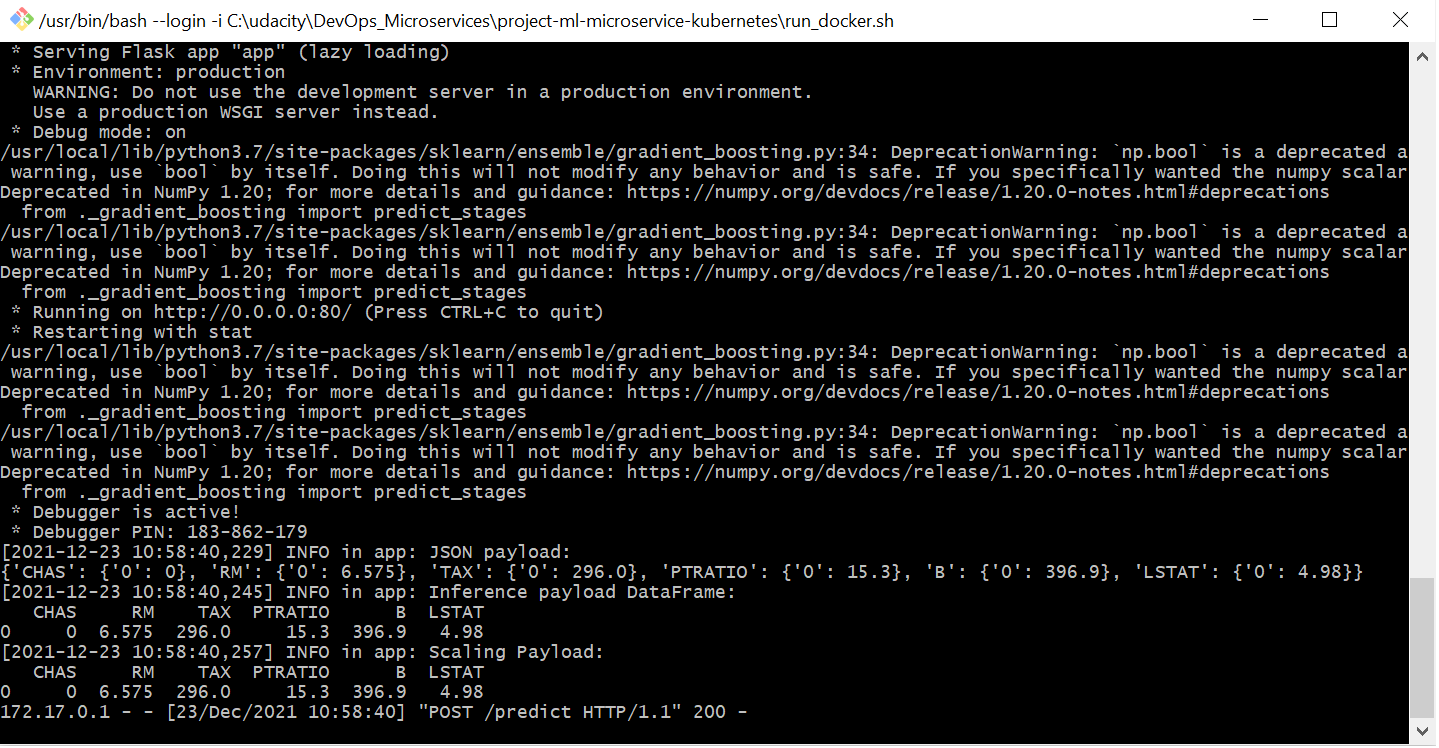 /usr/bin/bash --login -i C:\udacity\DevOps_Microservices\project-ml-microservice-kubernetes\run_docker.sh
* Serving Flask app "app" (lazy loading)
* Environment: production
WARNING: Do not use the development server in a production environment.
Use a production WSGI server instead.
* Debug mode: on
/usr/local/lib/python3.7/site-packages/sklearn/ensemble/gradient_boosting.py:34: DeprecationWarning: `np.bool` is a deprecated a
warning, use `bool` by itself. Doing this will not modify any behavior and is safe. If you specifically wanted the numpy scalar
Deprecated in NumPy 1.20; for more details and guidance: https://numpy.org/devdocs/release/1.20.0-notes.html#deprecations
from ._gradient_boosting import predict_stages
/usr/local/lib/python3.7/site-packages/sklearn/ensemble/gradient_boosting.py:34: DeprecationWarning: `np.bool` is a deprecated a
warning, use `bool` by itself. Doing this will not modify any behavior and is safe. If you specifically wanted the numpy scalar
Deprecated in NumPy 1.20; for more details and guidance: https://numpy.org/devdocs/release/1.20.0-notes.html#deprecations
from ._gradient_boosting import predict_stages
* Running on http://0.0.0.0:80/ (Press CTRL+C to quit)
* Restarting with stat
/usr/local/lib/python3.7/site-packages/sklearn/ensemble/gradient_boosting.py:34: DeprecationWarning: `np.bool` is a deprecated a
warning, use `bool` by itself. Doing this will not modify any behavior and is safe. If you specifically wanted the numpy scalar
Deprecated in NumPy 1.20; for more details and guidance: https://numpy.org/devdocs/release/1.20.0-notes.html#deprecations
from ._gradient_boosting import predict_stages
/usr/local/lib/python3.7/site-packages/sklearn/ensemble/gradient_boosting.py:34: DeprecationWarning: `np.bool` is a deprecated a
warning, use `bool` by itself. Doing this will not modify any behavior and is safe. If you specifically wanted the numpy scalar
Deprecated in NumPy 1.20; for more details and guidance: https://numpy.org/devdocs/release/1.20.0-notes.html#deprecations
from ._gradient_boosting import predict_stages
* Debugger is active!
* Debugger PIN: 183-862-179
[2021-12-23 10:58:40,229] INFO in app: JSON payload:
{'CHAS': {'0': 0}, 'RM': {'0': 6.575}, 'TAX': {'0': 296.0}, 'PTRATIO': {'0': 15.3}, 'B': {'0': 396.9}, 'LSTAT': {'0': 4.98}}
[2021-12-23 10:58:40,245] INFO in app: Inference payload DataFrame:
CHAS RM TAX PTRATIO B LSTAT
0 0 6.575 296.0 15.3 396.9 4.98
[2021-12-23 10:58:40,257] INFO in app: Scaling Payload:
CHAS RM TAX PTRATIO B LSTAT
0 0 6.575 296.0 15.3 396.9 4.98
172.17.0.1 - - [23/Dec/2021 10:58:40] "POST /predict HTTP/1.1" 200 -